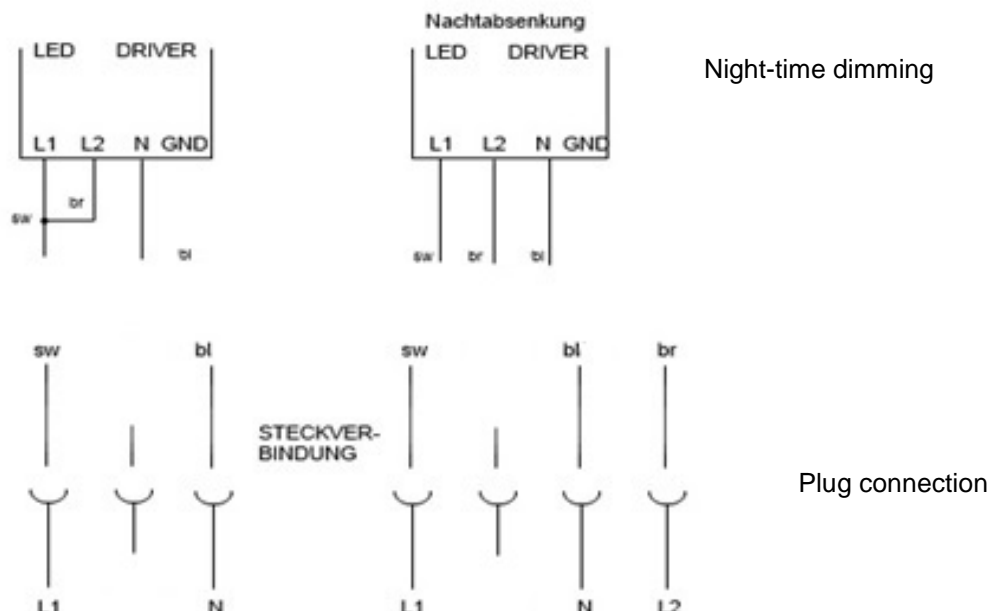 Nachtabsenkung
LED DRIVER
LED DRIVER
Night-time dimming
L1 L2 N GND
L1 L2 N GND
br
sw
bl
sw br bl
sw bl
sw bl br
STECKVER-
BINDUNG
Plug connection
L1 N
L1 N L2